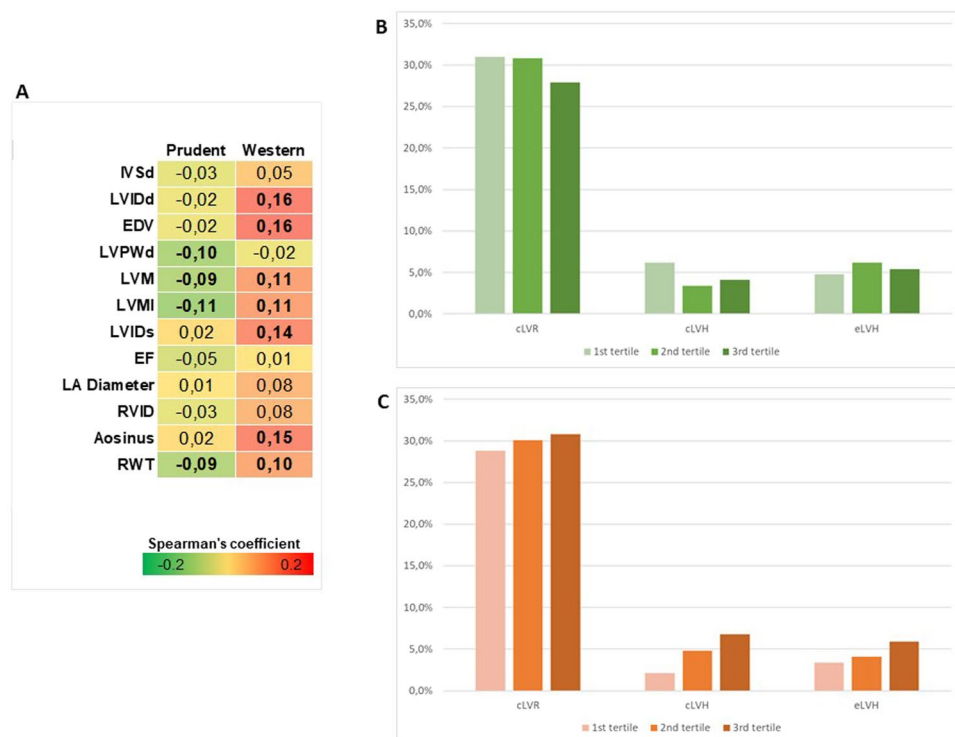 A
Prudent Western
IVSd -0,03 0,05
LVIDd -0,02 0,16
EDV -0,02 0,16
LVPWd -0,10 -0,02
LVM -0,09 0,11
LVMI -0,11 0,11
LVIDs 0,02 0,14
EF -0,05 0,01
LA Diameter 0,01 0,08
RVID -0,03 0,08
Aosinus 0,02 0,15
RWT -0,09 0,10
Spearman's coefficient
-0.2 0.2
B
35,0%
30,0%
25,0%
20,0%
15,0%
10,0%
5,0%
0,0%
cLVR cLVH eLVH
1st tertile 2nd tertile 3rd tertile
C
35,0%
30,0%
25,0%
20,0%
15,0%
10,0%
5,0%
0,0%
cLVR cLVH eLVH
1st tertile 2nd tertile 3rd tertile